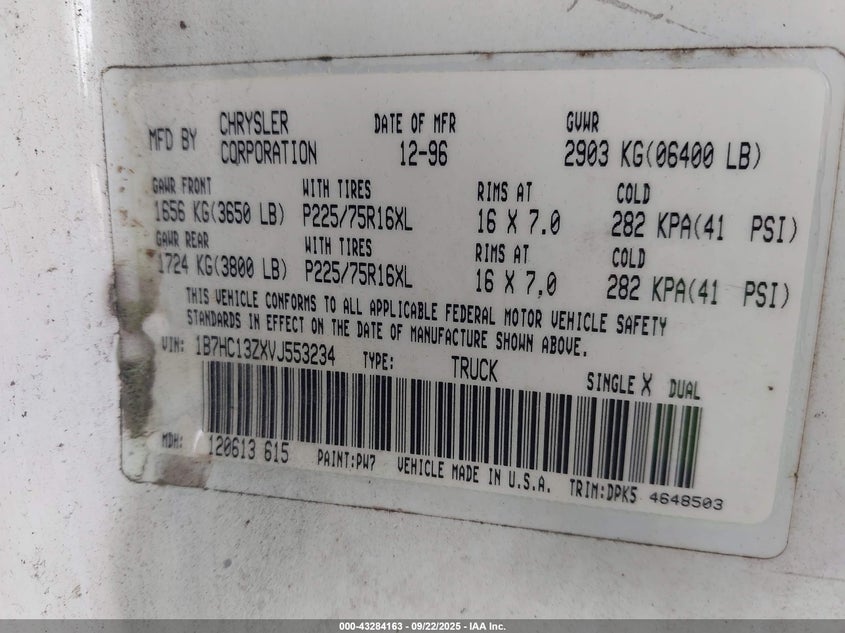 MFD BY CHRYSLER CORPORATION DATE OF MFR 12-96 GVWR 2903 KG(06400 LB)
GAWR FRONT WITH TIRES RIMS AT COLD
1656 KG(3650 LB) P225/75R16XL 16 X 7.0 282 KPA(41 PSI)
GAWR REAR WITH TIRES RIMS AT COLD
1724 KG(3800 LB) P225/75R16XL 16 X 7.0 282 KPA(41 PSI)
THIS VEHICLE CONFORMS TO ALL APPLICABLE FEDERAL MOTOR VEHICLE SAFETY
STANDARDS IN EFFECT ON THE DATE OF MANUFACTURE SHOWN ABOVE.
VIN: 1B7HC13ZXVJ553234 TYPE: TRUCK SINGLE X DUAL
MDH: 120613 615 PAINT:PW7 VEHICLE MADE IN U.S.A. TRIM:DPK5 4648503
000-43284163 - 09/22/2025 - IAA Inc.